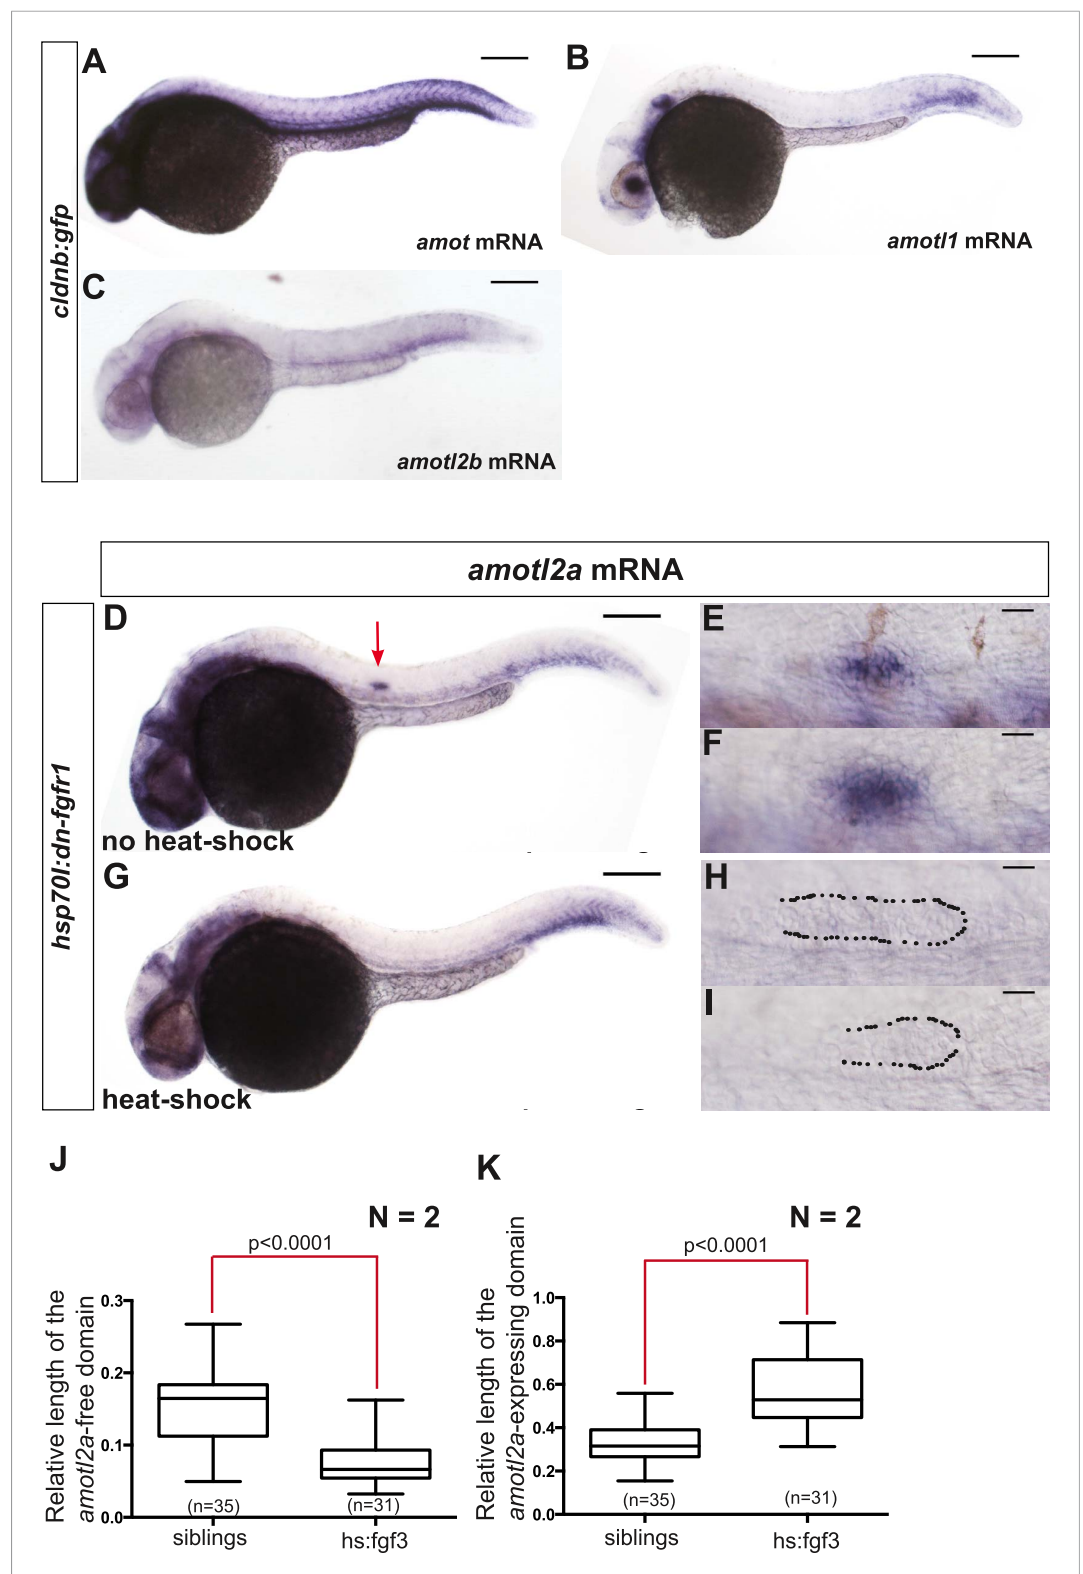 A
B
cldnb:gfp
amot mRNA
amotl1 mRNA
C
amotl2b mRNA
amotl2a mRNA
hsp70l:dn-fgfr1
D
E
F
no heat-shock
G
H
I
heat-shock
J
K
N = 2
N = 2
p<0.0001
p<0.0001
Relative length of the
amotl2a-free domain
0.3
0.2
0.1
0.0
(n=35)
(n=31)
siblings
hs:fgf3
Relative length of the
amotl2a-expressing domain
1.0
0.8
0.6
0.4
0.2
0.0
(n=35)
(n=31)
siblings
hs:fgf3